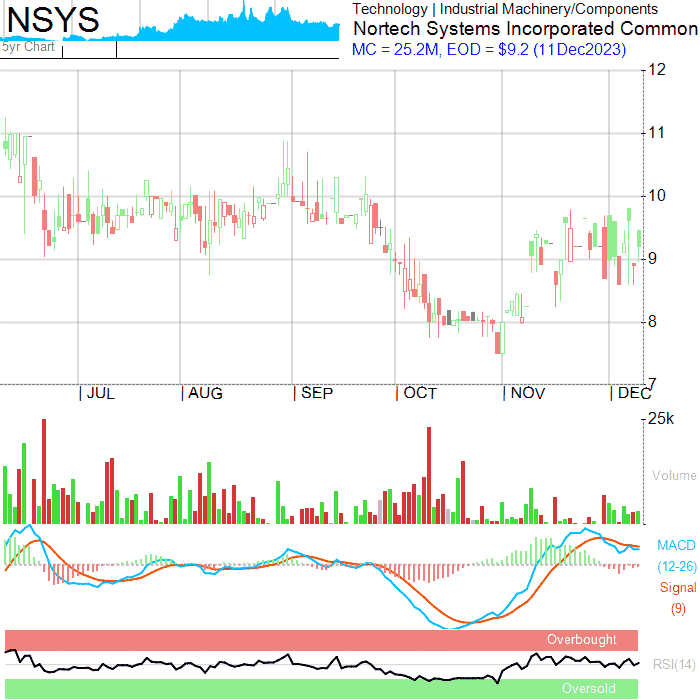 NSYS
5yr Chart
Technology | Industrial Machinery/Components
Nortech Systems Incorporated Common
MC = 25.2M, EOD = $9.2 (11Dec2023)
12
11
10
9
8
7
JUL AUG SEP OCT NOV DEC
25k
Volume
MACD
(12-26)
Signal
(9)
Overbought
RSI(14)
Oversold